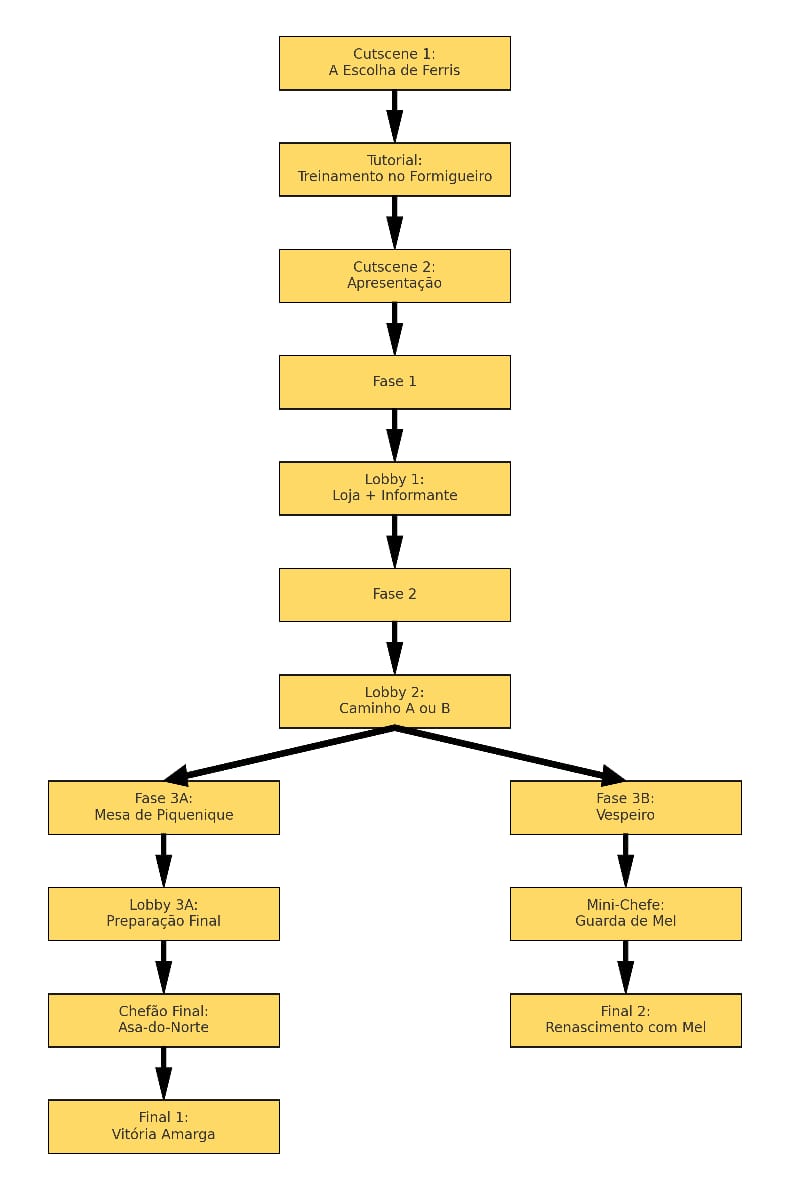 Cutscene 1:
A Escolha de Ferris
Tutorial:
Treinamento no Formigueiro
Cutscene 2:
Apresentação
Fase 1
Lobby 1:
Loja + Informante
Fase 2
Lobby 2:
Caminho A ou B
Fase 3A:
Mesa de Piquenique
Fase 3B:
Vespeiro
Lobby 3A:
Preparação Final
Mini-Chefe:
Guarda de Mel
Chefão Final:
Asa-do-Norte
Final 2:
Renascimento com Mel
Final 1:
Vitória Amarga